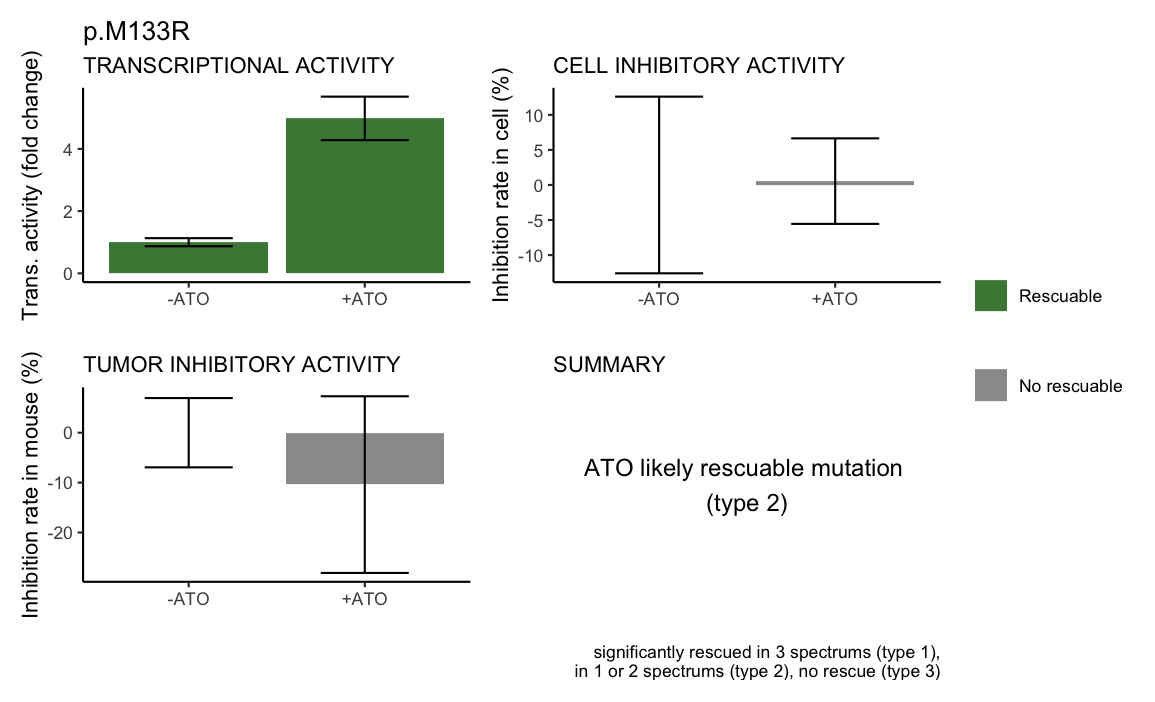 p.M133R
TRANSCRIPTIONAL ACTIVITY
Trans. activity (fold change)
4
2
0
-ATO
+ATO
CELL INHIBITORY ACTIVITY
Inhibition rate in cell (%)
10
5
0
-5
-10
-ATO
+ATO
TUMOR INHIBITORY ACTIVITY
Inhibition rate in mouse (%)
0
-10
-20
-ATO
+ATO
SUMMARY
ATO likely rescuable mutation
(type 2)
significantly rescued in 3 spectrums (type 1),
in 1 or 2 spectrums (type 2), no rescue (type 3)
Rescuable
No rescuable